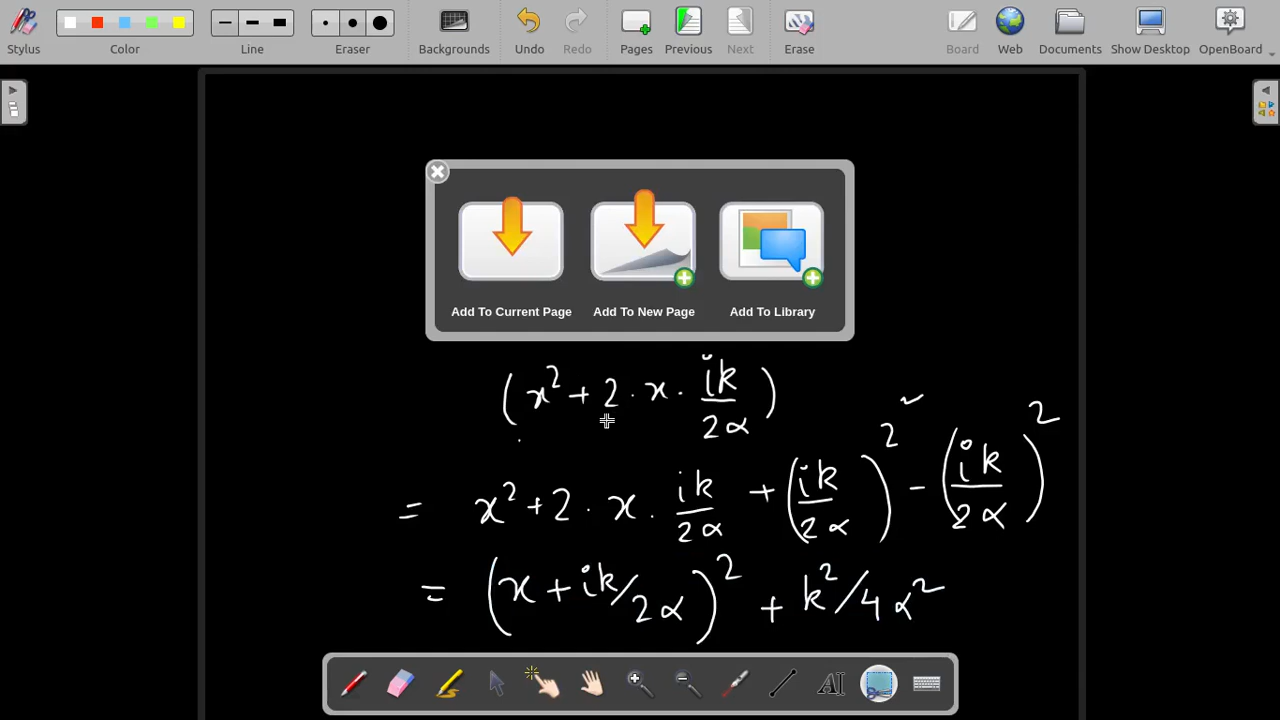 Stylus Color Line Eraser Backgrounds Undo Redo Pages Previous Next Erase Board Web Documents Show Desktop OpenBoard
Add To Current Page Add To New Page Add To Library
(x² + 2 · x · ik/2α)
= x² + 2 · x · ik/2α + (ik/2α)² - (ik/2α)²
= (x + ik/2α)² + k²/4α²
AI